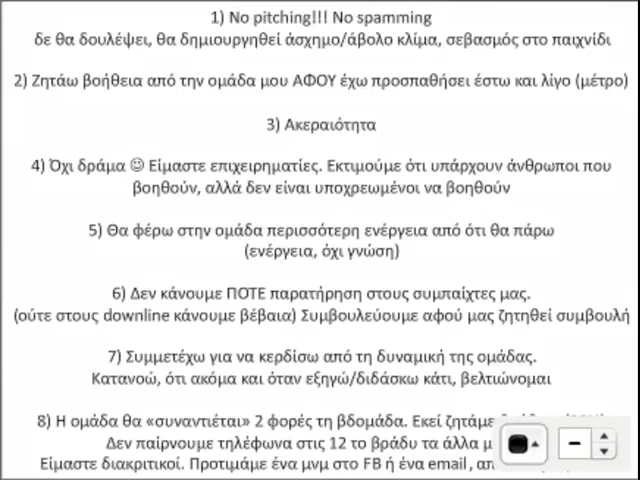 1) No pitching!!! No spamming
δε θα δουλέψει, θα δημιουργηθεί άσχημο/άβολο κλίμα, σεβασμός στο παιχνίδι
2) Ζητάω βοήθεια από την ομάδα μου ΑΦΟΥ έχω προσπαθήσει έστω και λίγο (μέτρο)
3) Ακεραιότητα
4) Όχι δράμα ☺ Είμαστε επιχειρηματίες. Εκτιμούμε ότι υπάρχουν άνθρωποι που
βοηθούν, αλλά δεν είναι υποχρεωμένοι να βοηθούν
5) Θα φέρω στην ομάδα περισσότερη ενέργεια από ότι θα πάρω
(ενέργεια, όχι γνώση)
6) Δεν κάνουμε ΠΟΤΕ παρατήρηση στους συμπαίχτες μας.
(ούτε στους downline κάνουμε βέβαια) Συμβουλεύουμε αφού μας ζητηθεί συμβουλή
7) Συμμετέχω για να κερδίσω από τη δυναμική της ομάδας.
Κατανοώ, ότι ακόμα και όταν εξηγώ/διδάσκω κάτι, βελτιώνομαι
8) Η ομάδα θα «συναντιέται» 2 φορές τη βδομάδα. Εκεί ζητάμε
Δεν παίρνουμε τηλέφωνα στις 12 το βράδυ τα άλλα
Είμαστε διακριτικοί. Προτιμάμε ένα μνμ στο FB ή ένα email,